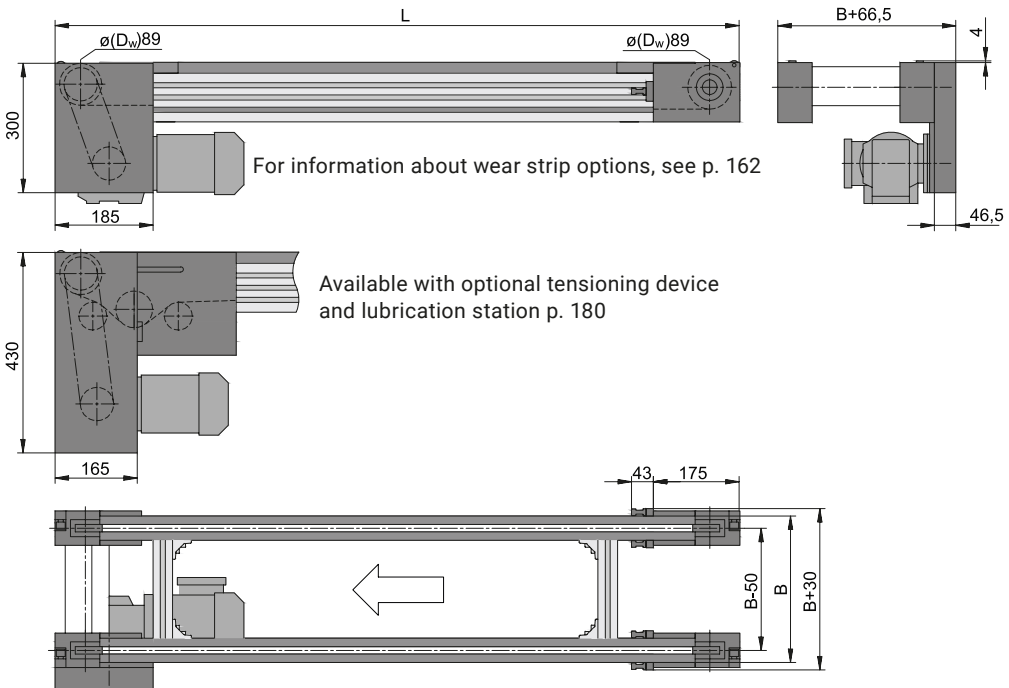 L
B+66,5
ø(Dw)89
ø(Dw)89
4
300
For information about wear strip options, see p. 162
185
46,5
Available with optional tensioning device
and lubrication station p. 180
430
165
43
175
B-50
B
B+30